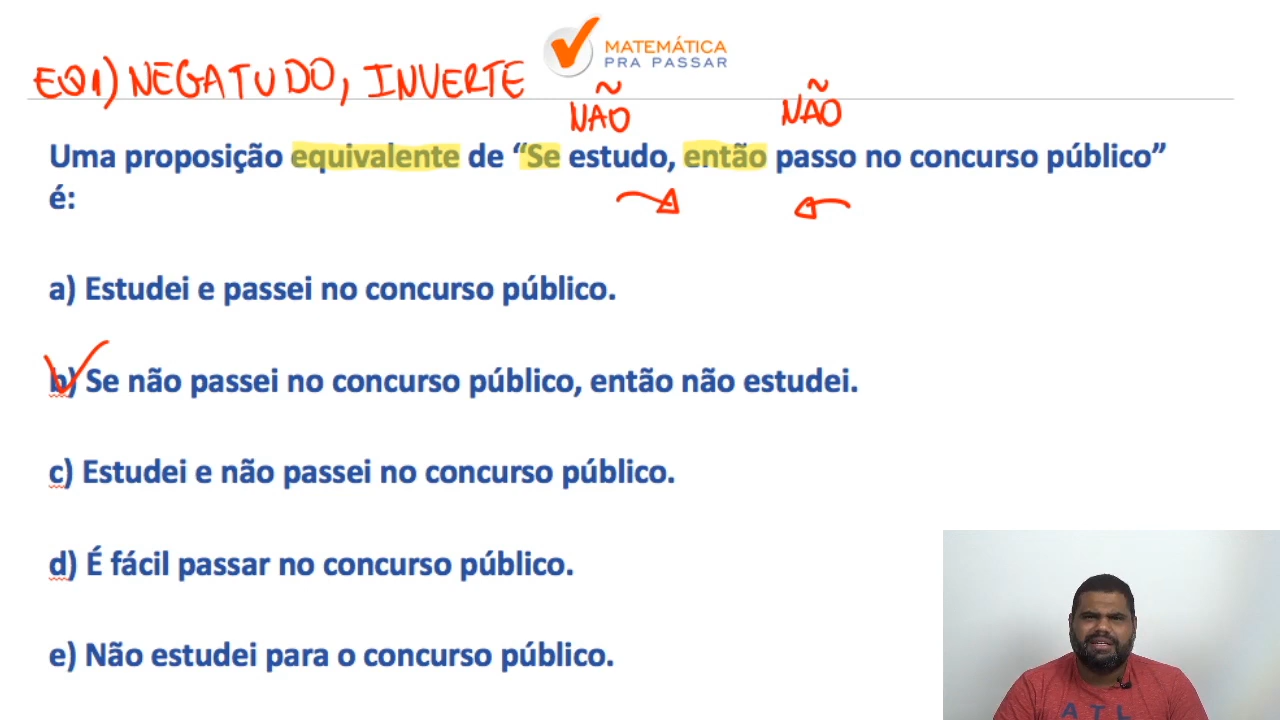 MATEMÁTICA
PRA PASSAR
EQ1) NEGA TUDO, INVERTE
~ ~
NÃO NÃO
Uma proposição equivalente de “Se estudo, então passo no concurso público”
é:
a) Estudei e passei no concurso público.
b) Se não passei no concurso público, então não estudei.
c) Estudei e não passei no concurso público.
d) É fácil passar no concurso público.
e) Não estudei para o concurso público.
ATL